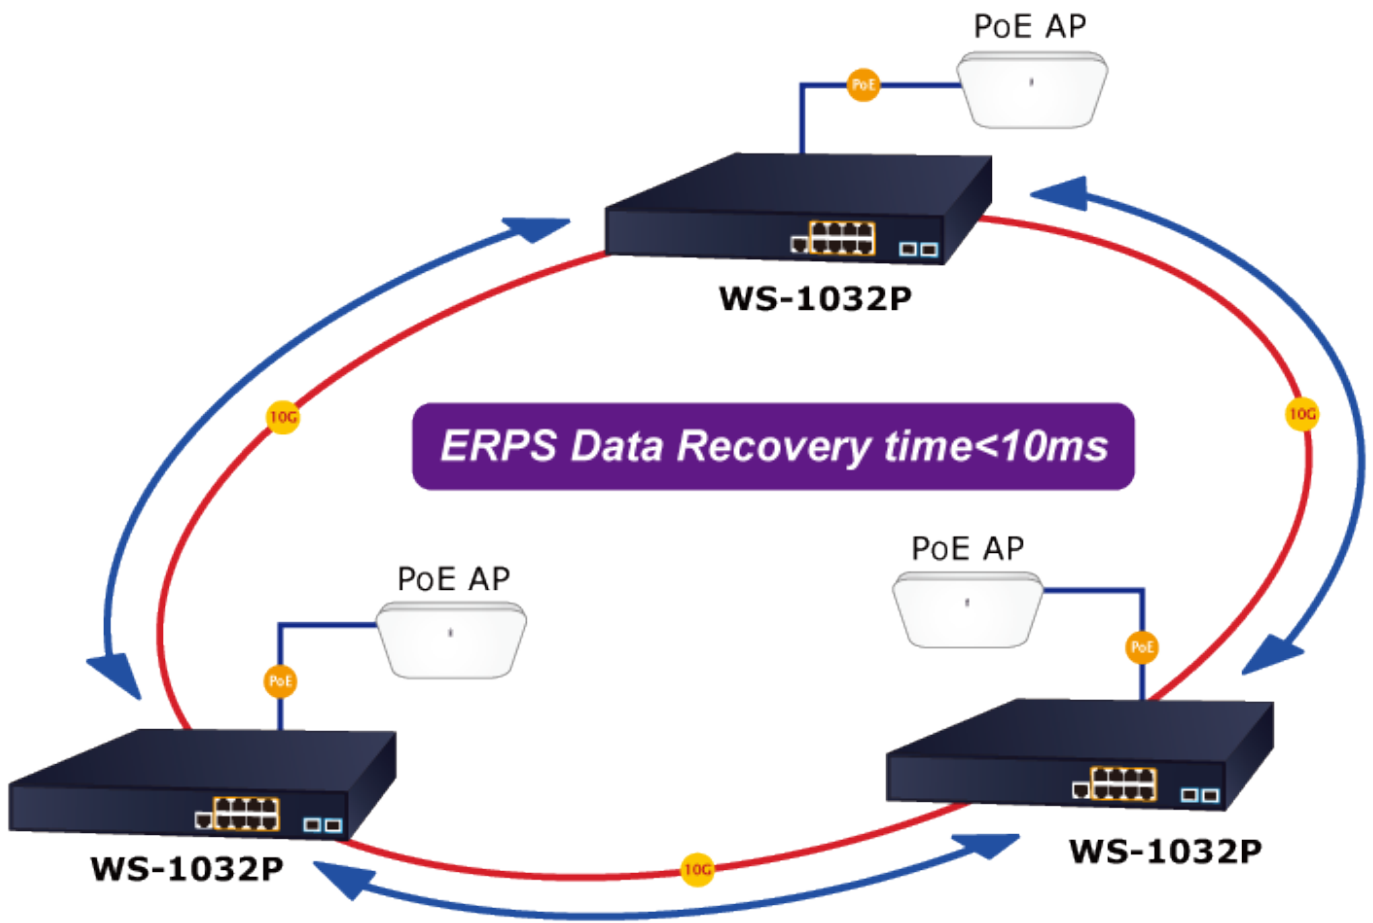 PoE AP
PoE
WS-1032P
10G
10G
ERPS Data Recovery time<10ms
PoE AP
PoE AP
PoE
PoE
WS-1032P
WS-1032P
10G